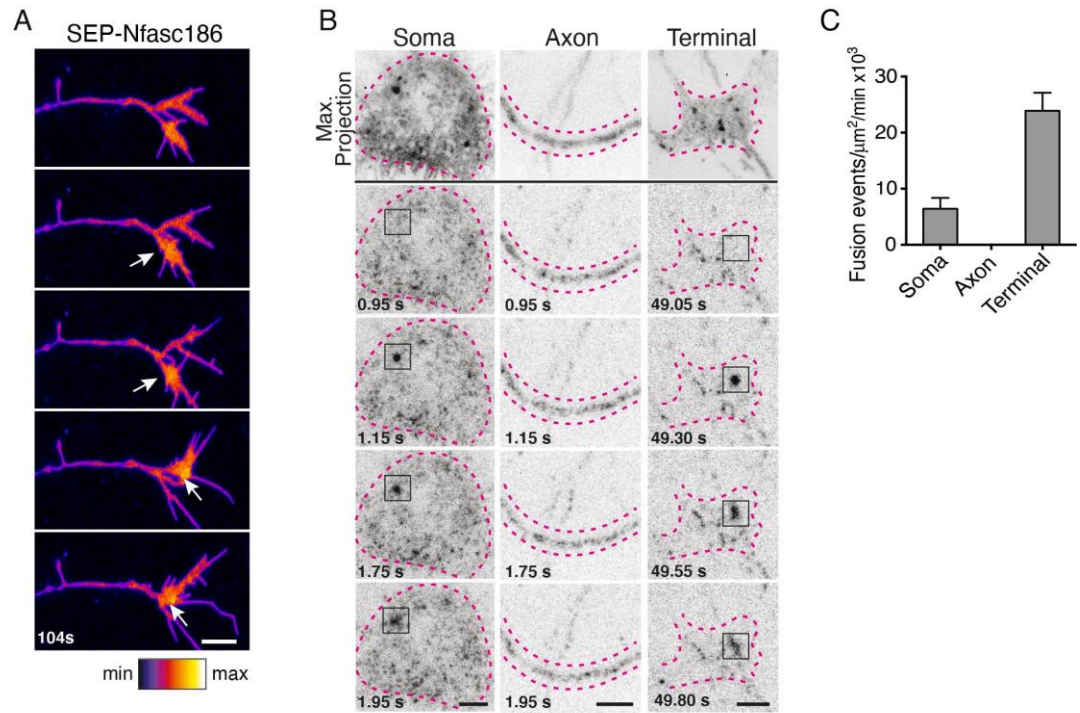 A
SEP-Nfasc186
104s
min
max
B
Soma
Axon
Terminal
Max.
Projection
0.95 s
0.95 s
49.05 s
1.15 s
1.15 s
49.30 s
1.75 s
1.75 s
49.55 s
1.95 s
1.95 s
49.80 s
C
Fusion events/µm²/min x10³
30
20
10
0
Soma
Axon
Terminal